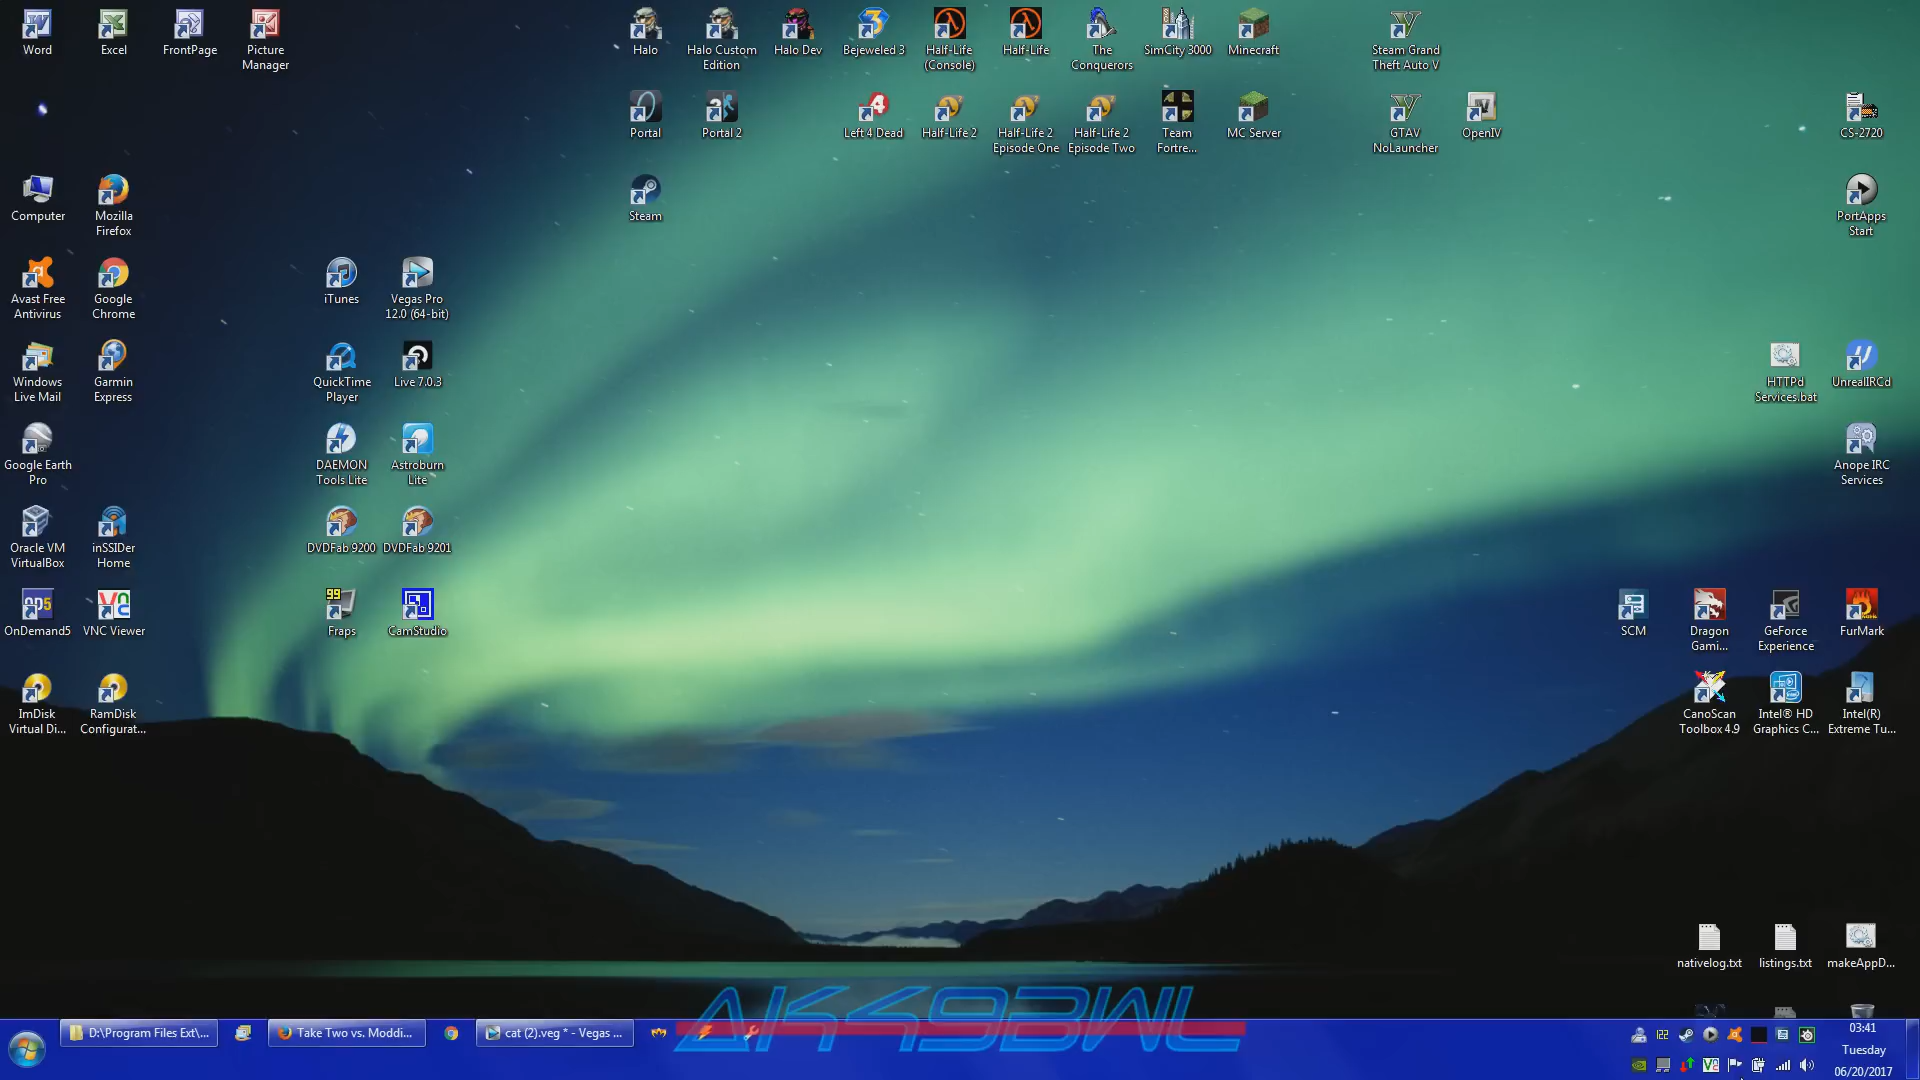 Word
Excel
FrontPage
Picture
Manager
Halo
Halo Custom
Edition
Halo Dev
Bejeweled 3
Half-Life
(Console)
Half-Life
The
Conquerors
SimCity 3000
Minecraft
Steam Grand
Theft Auto V
Portal
Portal 2
Left 4 Dead
Half-Life 2
Half-Life 2
Episode One
Half-Life 2
Episode Two
Team
Fortre...
MC Server
GTAV
NoLauncher
OpenIV
CS-2720
Computer
Mozilla
Firefox
Steam
PortApps
Start
Avast Free
Antivirus
Google
Chrome
iTunes
Vegas Pro
12.0 (64-bit)
Windows
Live Mail
Garmin
Express
QuickTime
Player
Live 7.0.3
HTTPd
Services.bat
UnrealIRCd
Google Earth
Pro
DAEMON
Tools Lite
Astroburn
Lite
Anope IRC
Services
Oracle VM
VirtualBox
inSSIDer
Home
DVDFab 9200
DVDFab 9201
OnDemand5
VNC Viewer
99
Fraps
CamStudio
SCM
Dragon
Gami...
GeForce
Experience
FurMark
ImDisk
Virtual Di...
RamDisk
Configurat...
CanoScan
Toolbox 4.9
Intel® HD
Graphics C...
Intel(R)
Extreme Tu...
nativelog.txt
listings.txt
makeAppD...
D:\Program Files Ext\...
Take Two vs. Moddi...
cat (2).veg * - Vegas ...
03:41
Tuesday
06/20/2017